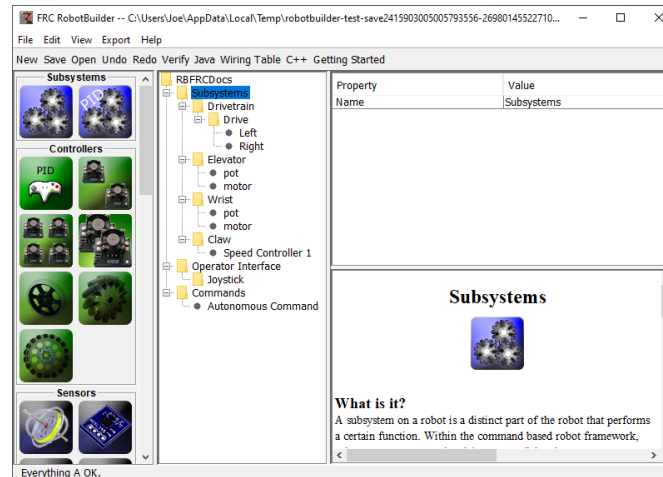 FRC RobotBuilder -- C:\Users\Joe\AppData\Local\Temp\robotbuilder-test-save2415903005005793556-26980145522710...
File Edit View Export Help
New Save Open Undo Redo Verify Java Wiring Table C++ Getting Started
Subsystems
PID
Controllers
PID
Sensors
RBFRCDocs
Subsystems
Drivetrain
Drive
Left
Right
Elevator
pot
motor
Wrist
pot
motor
Claw
Speed Controller 1
Operator Interface
Joystick
Commands
Autonomous Command
Property Value
Name Subsystems
Subsystems
What is it?
A subsystem on a robot is a distinct part of the robot that performs
a certain function. Within the command based robot framework,
Everything A OK.